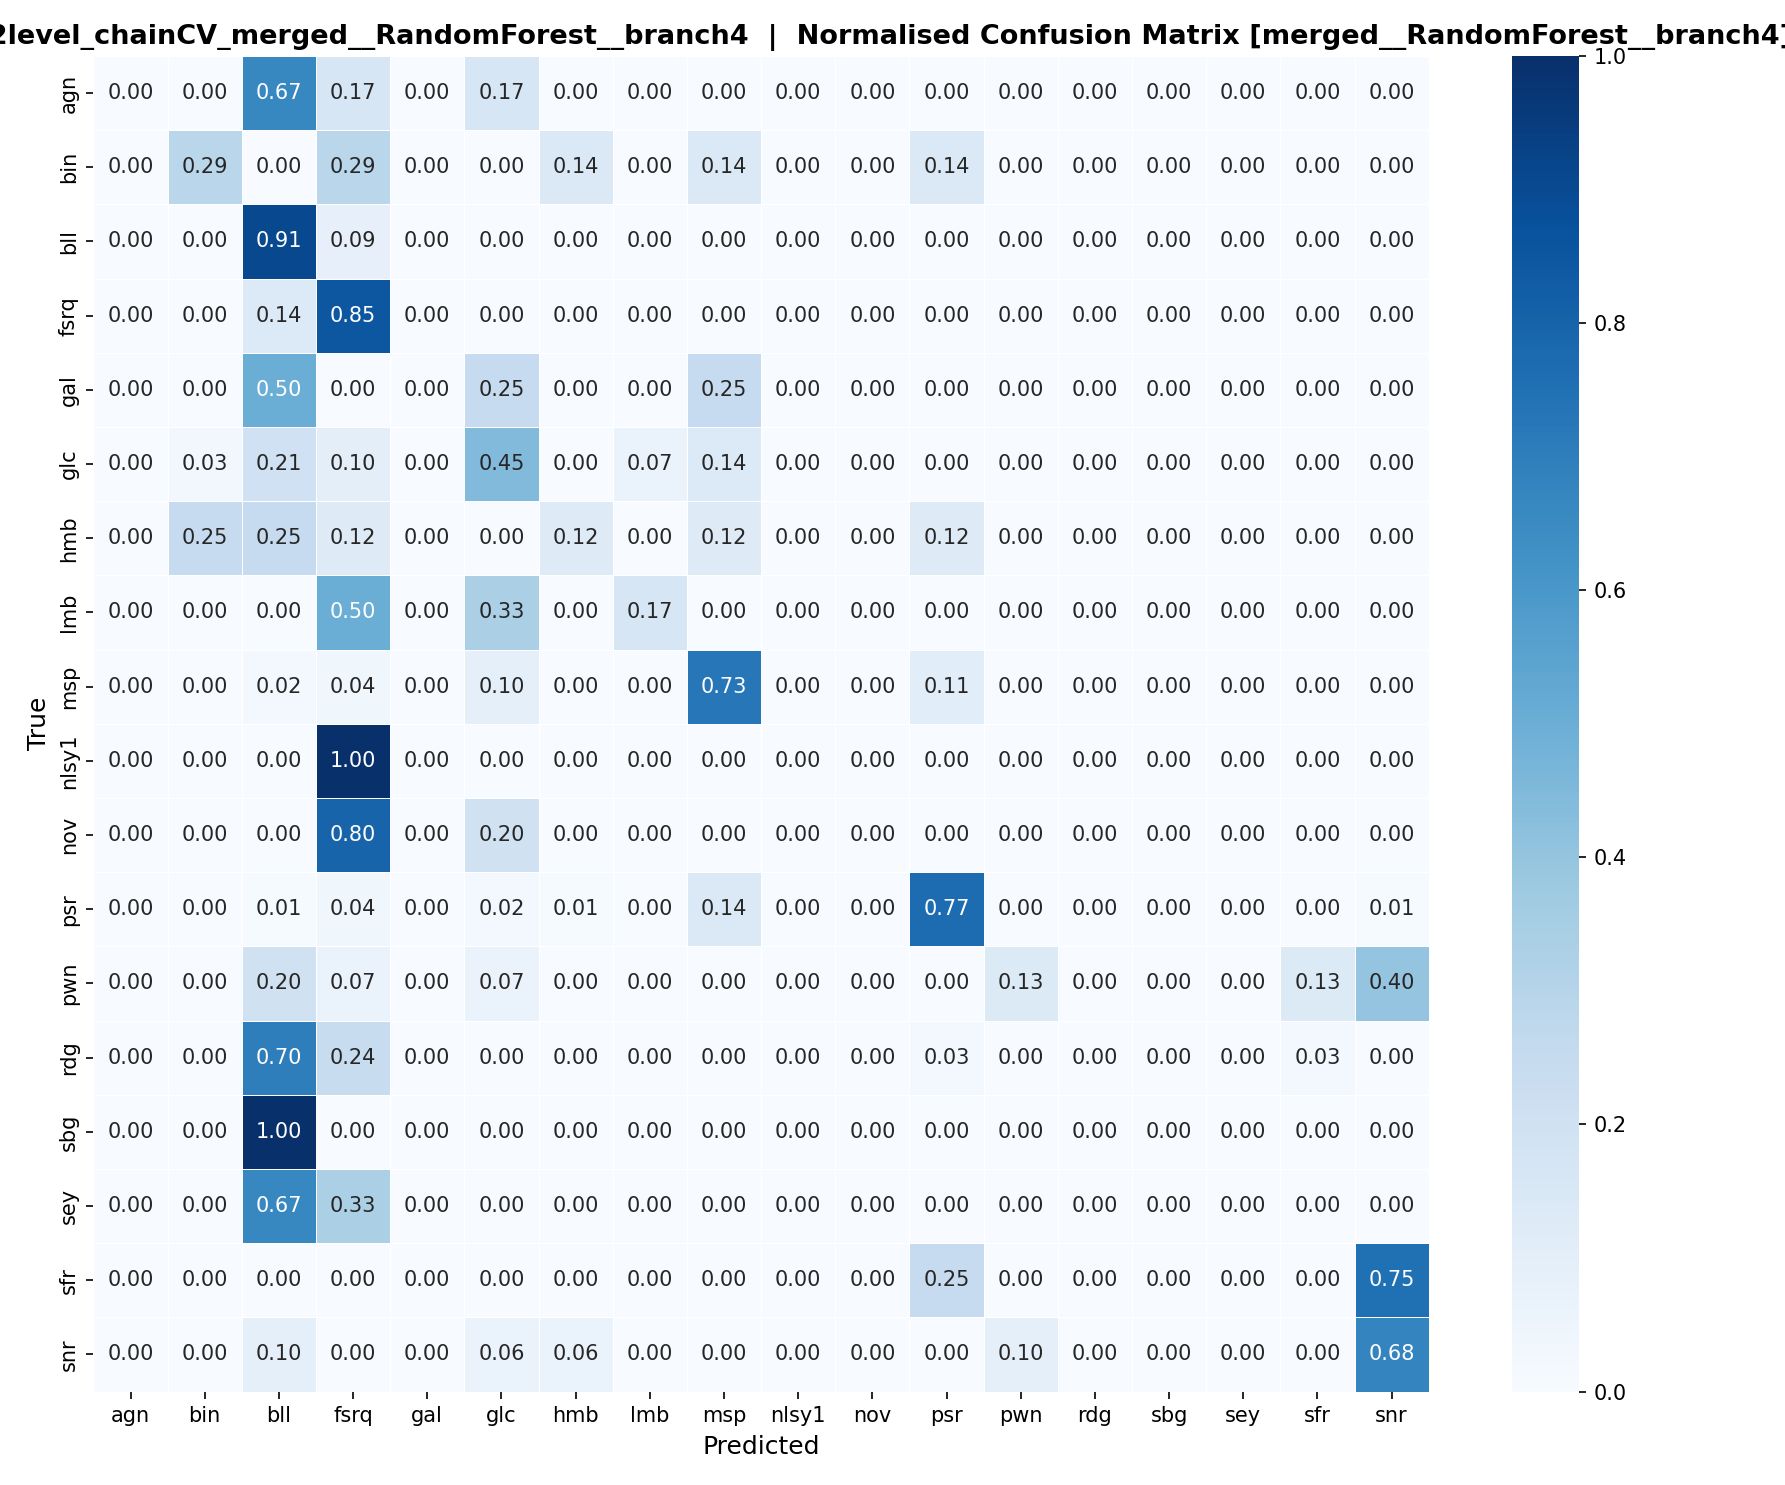 2level_chainCV_merged__RandomForest__branch4 | Normalised Confusion Matrix [merged__RandomForest__branch4]
agn 0.00 0.00 0.67 0.17 0.00 0.17 0.00 0.00 0.00 0.00 0.00 0.00 0.00 0.00 0.00 0.00 0.00 0.00
bin 0.00 0.29 0.00 0.29 0.00 0.00 0.14 0.00 0.14 0.00 0.00 0.14 0.00 0.00 0.00 0.00 0.00 0.00
bll 0.00 0.00 0.91 0.09 0.00 0.00 0.00 0.00 0.00 0.00 0.00 0.00 0.00 0.00 0.00 0.00 0.00 0.00
fsrq 0.00 0.00 0.14 0.85 0.00 0.00 0.00 0.00 0.00 0.00 0.00 0.00 0.00 0.00 0.00 0.00 0.00 0.00
gal 0.00 0.00 0.50 0.00 0.00 0.25 0.00 0.00 0.25 0.00 0.00 0.00 0.00 0.00 0.00 0.00 0.00 0.00
glc 0.00 0.03 0.21 0.10 0.00 0.45 0.00 0.07 0.14 0.00 0.00 0.00 0.00 0.00 0.00 0.00 0.00 0.00
hmb 0.00 0.25 0.25 0.12 0.00 0.00 0.12 0.00 0.12 0.00 0.00 0.12 0.00 0.00 0.00 0.00 0.00 0.00
lmb 0.00 0.00 0.00 0.50 0.00 0.33 0.00 0.17 0.00 0.00 0.00 0.00 0.00 0.00 0.00 0.00 0.00 0.00
msp 0.00 0.00 0.02 0.04 0.00 0.10 0.00 0.00 0.73 0.00 0.00 0.11 0.00 0.00 0.00 0.00 0.00 0.00
nlsy1 0.00 0.00 0.00 1.00 0.00 0.00 0.00 0.00 0.00 0.00 0.00 0.00 0.00 0.00 0.00 0.00 0.00 0.00
nov 0.00 0.00 0.00 0.80 0.00 0.20 0.00 0.00 0.00 0.00 0.00 0.00 0.00 0.00 0.00 0.00 0.00 0.00
psr 0.00 0.00 0.01 0.04 0.00 0.02 0.01 0.00 0.14 0.00 0.00 0.77 0.00 0.00 0.00 0.00 0.00 0.01
pwn 0.00 0.00 0.20 0.07 0.00 0.07 0.00 0.00 0.00 0.00 0.00 0.00 0.13 0.00 0.00 0.00 0.13 0.40
rdg 0.00 0.00 0.70 0.24 0.00 0.00 0.00 0.00 0.00 0.00 0.00 0.03 0.00 0.00 0.00 0.00 0.03 0.00
sbg 0.00 0.00 1.00 0.00 0.00 0.00 0.00 0.00 0.00 0.00 0.00 0.00 0.00 0.00 0.00 0.00 0.00 0.00
sey 0.00 0.00 0.67 0.33 0.00 0.00 0.00 0.00 0.00 0.00 0.00 0.00 0.00 0.00 0.00 0.00 0.00 0.00
sfr 0.00 0.00 0.00 0.00 0.00 0.00 0.00 0.00 0.00 0.00 0.00 0.25 0.00 0.00 0.00 0.00 0.00 0.75
snr 0.00 0.00 0.10 0.00 0.00 0.06 0.06 0.00 0.00 0.00 0.00 0.00 0.10 0.00 0.00 0.00 0.00 0.68
agn bin bll fsrq gal glc hmb lmb msp nlsy1 nov psr pwn rdg sbg sey sfr snr
Predicted
True
1.0
0.8
0.6
0.4
0.2
0.0